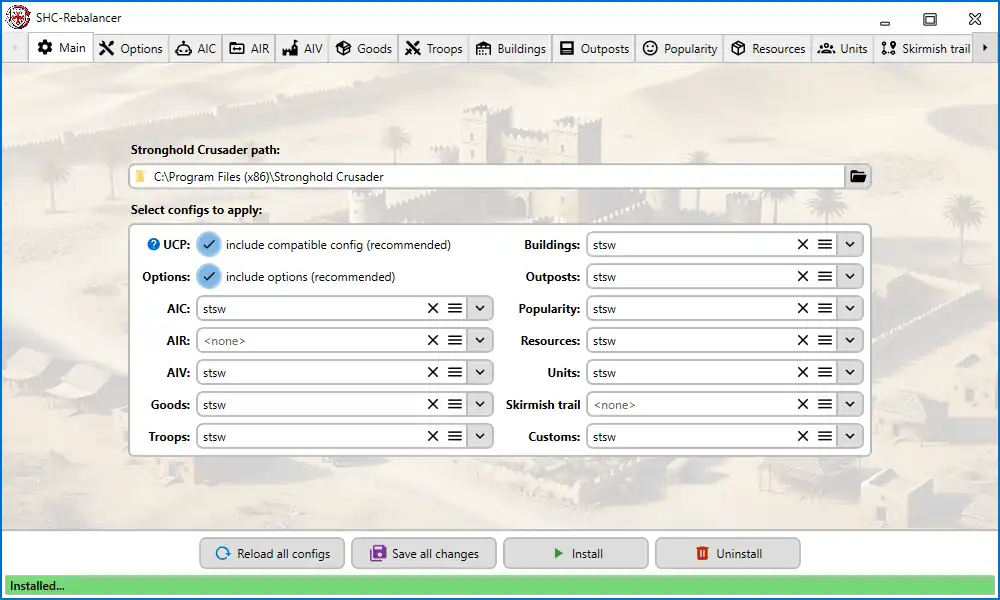 SHC-Rebalancer
Main Options AIC AIR AIV Goods Troops Buildings Outposts Popularity Resources Units Skirmish trail
Stronghold Crusader path:
C:\Program Files (x86)\Stronghold Crusader
Select configs to apply:
UCP: include compatible config (recommended)
Options: include options (recommended)
AIC: stsw
AIR: <none>
AIV: stsw
Goods: stsw
Troops: stsw
Buildings: stsw
Outposts: stsw
Popularity: stsw
Resources: stsw
Units: stsw
Skirmish trail <none>
Customs: stsw
Reload all configs Save all changes Install Uninstall
Installed...